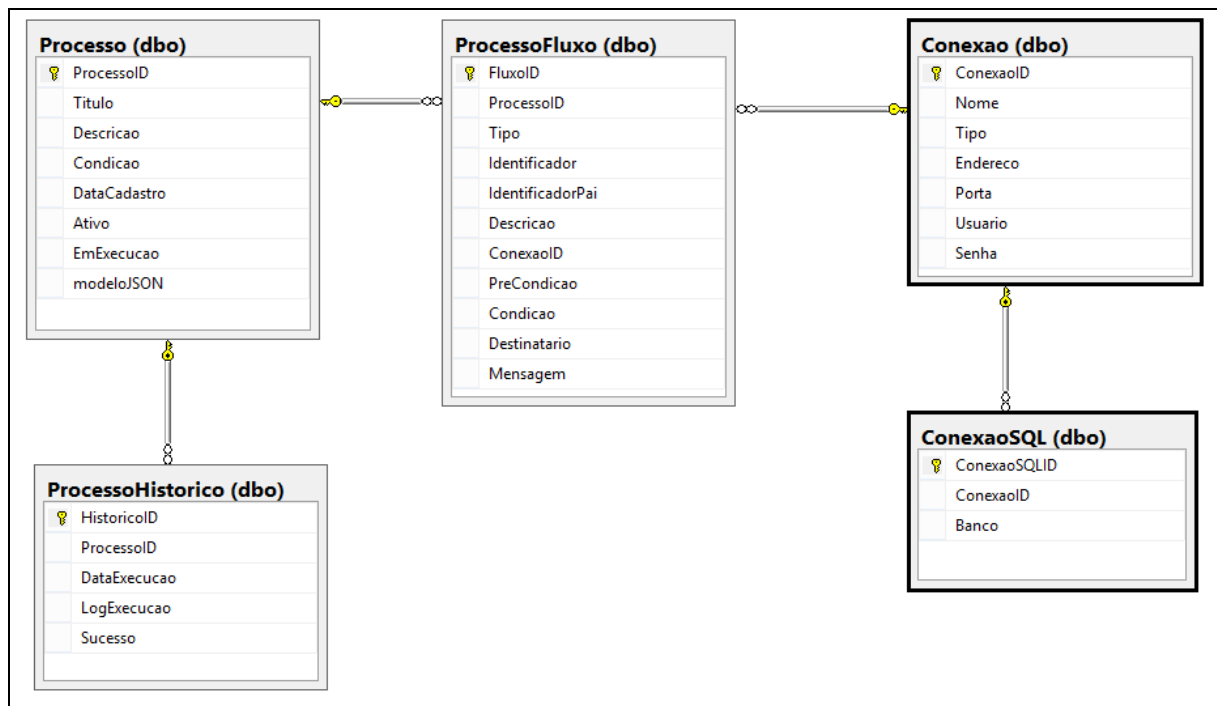 Processo (dbo)
ProcessoID
Titulo
Descricao
Condicao
DataCadastro
Ativo
EmExecucao
modeloJSON
ProcessoFluxo (dbo)
FluxoID
ProcessoID
Tipo
Identificador
IdentificadorPai
Descricao
ConexaoID
PreCondicao
Condicao
Destinatario
Mensagem
Conexao (dbo)
ConexaoID
Nome
Tipo
Endereco
Porta
Usuario
Senha
ProcessoHistorico (dbo)
HistoricoID
ProcessoID
DataExecucao
LogExecucao
Sucesso
ConexaoSQL (dbo)
ConexaoSQLID
ConexaoID
Banco